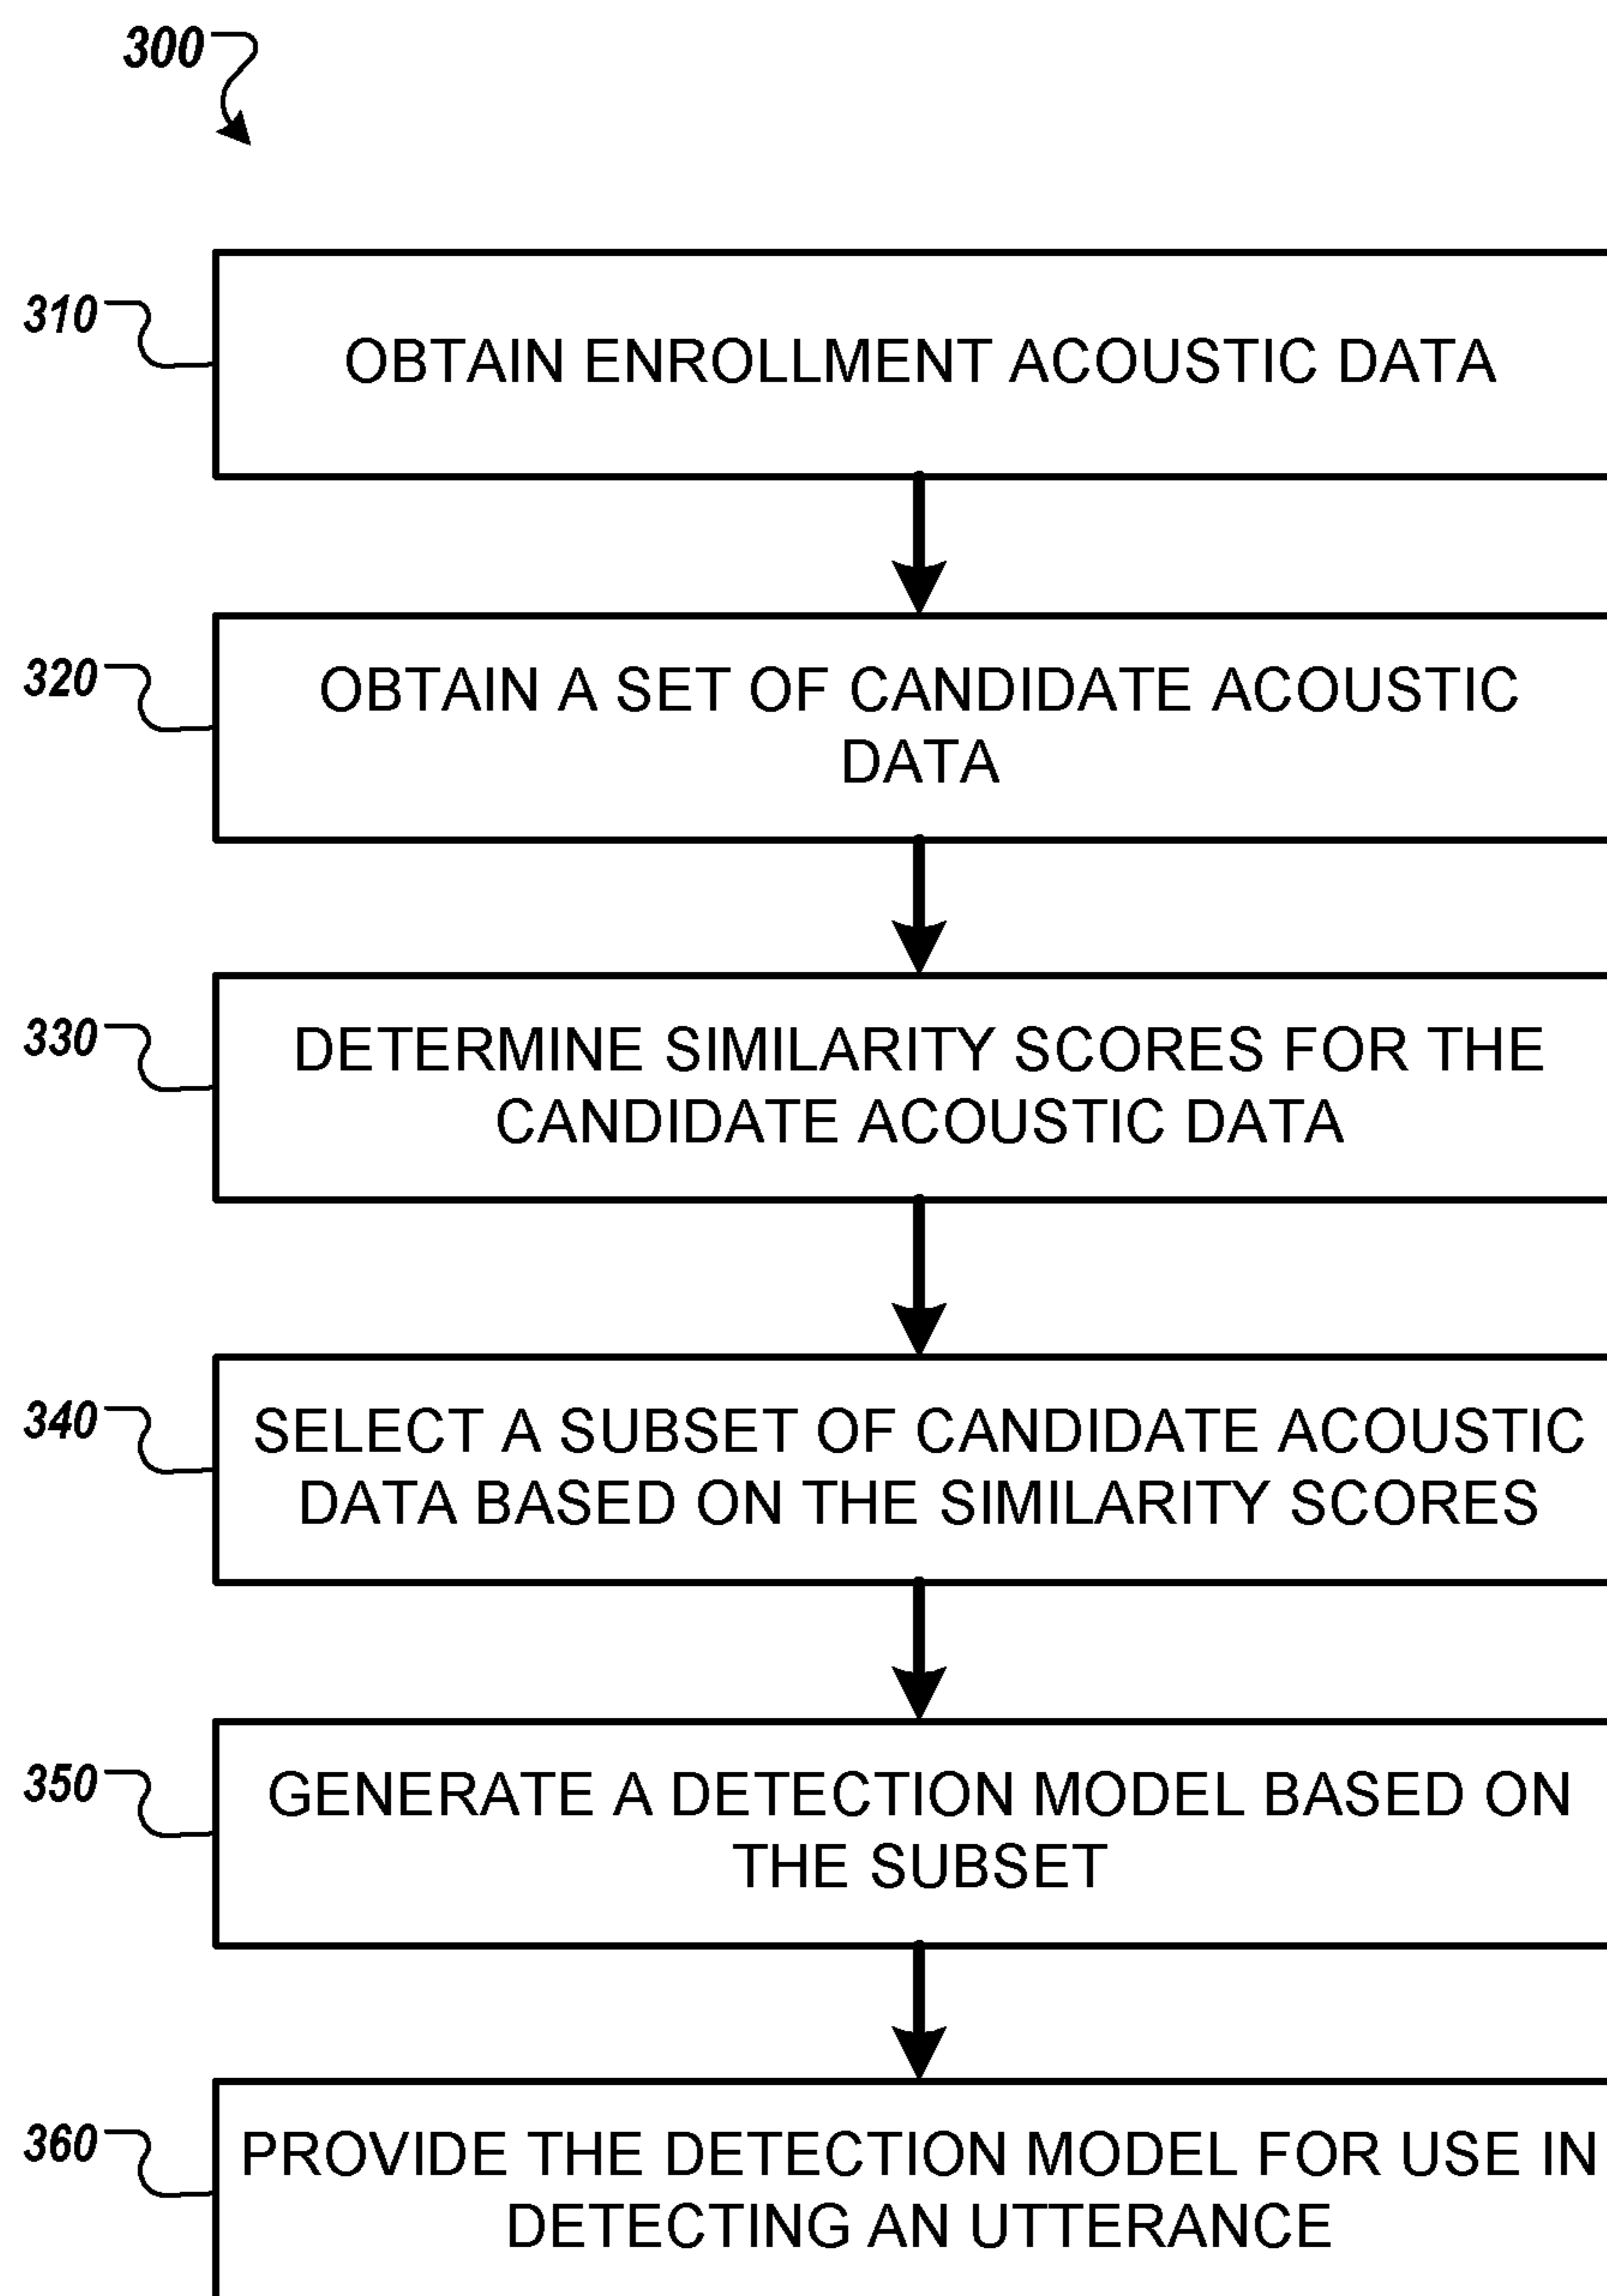 300
310
OBTAIN ENROLLMENT ACOUSTIC DATA
320
OBTAIN A SET OF CANDIDATE ACOUSTIC
DATA
330
DETERMINE SIMILARITY SCORES FOR THE
CANDIDATE ACOUSTIC DATA
340
SELECT A SUBSET OF CANDIDATE ACOUSTIC
DATA BASED ON THE SIMILARITY SCORES
350
GENERATE A DETECTION MODEL BASED ON
THE SUBSET
360
PROVIDE THE DETECTION MODEL FOR USE IN
DETECTING AN UTTERANCE